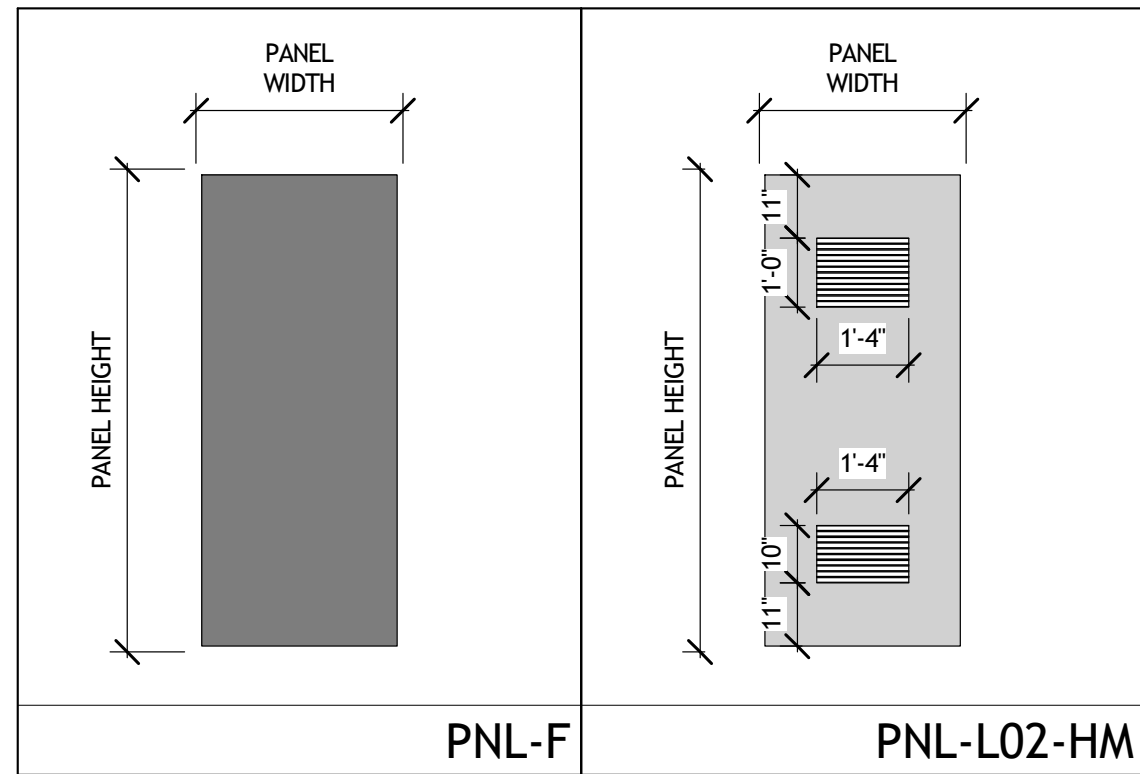 PANEL
WIDTH
PANEL HEIGHT
PNL-F
PANEL
WIDTH
PANEL HEIGHT
11"
1'-0"
1'-4"
1'-4"
10"
11"
PNL-L02-HM